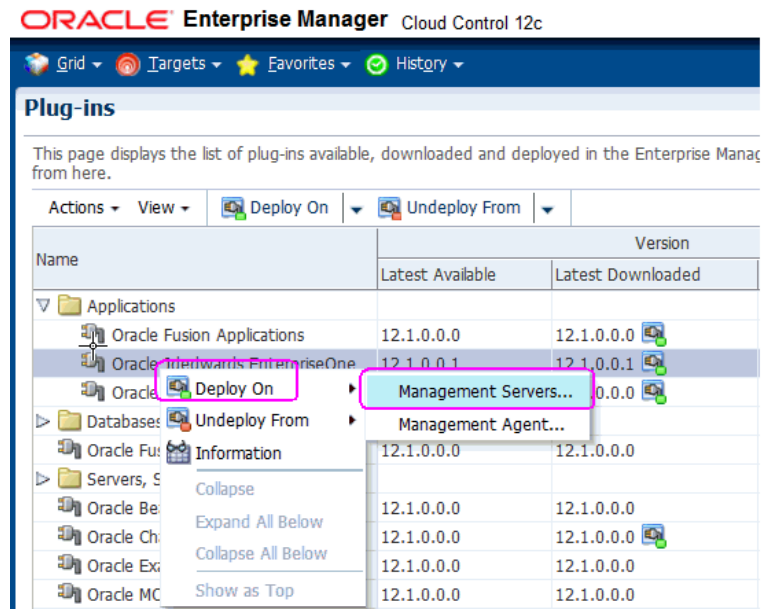 ORACLE Enterprise Manager Cloud Control 12c
Grid Targets Favorites History
Plug-ins
This page displays the list of plug-ins available, downloaded and deployed in the Enterprise Manag
from here.
Actions View Deploy On Undeploy From
Version
Name
Latest Available Latest Downloaded
Applications
Oracle Fusion Applications 12.1.0.0.0 12.1.0.0.0
Oracle Jdedwards EnterpriseOne 12.1.0.0.1 12.1.0.0.1
Oracle Deploy On Management Servers... .0.0.0
Databases Undeploy From Management Agent...
Oracle Fus Information 12.1.0.0.0 12.1.0.0.0
Servers, S
Collapse
Oracle Be 12.1.0.0.0 12.1.0.0.0
Expand All Below
Oracle Ch 12.1.0.0.0 12.1.0.0.0
Collapse All Below
Oracle Exa 12.1.0.0.0 12.1.0.0.0
Oracle MC Show as Top 12.1.0.0.0 12.1.0.0.0